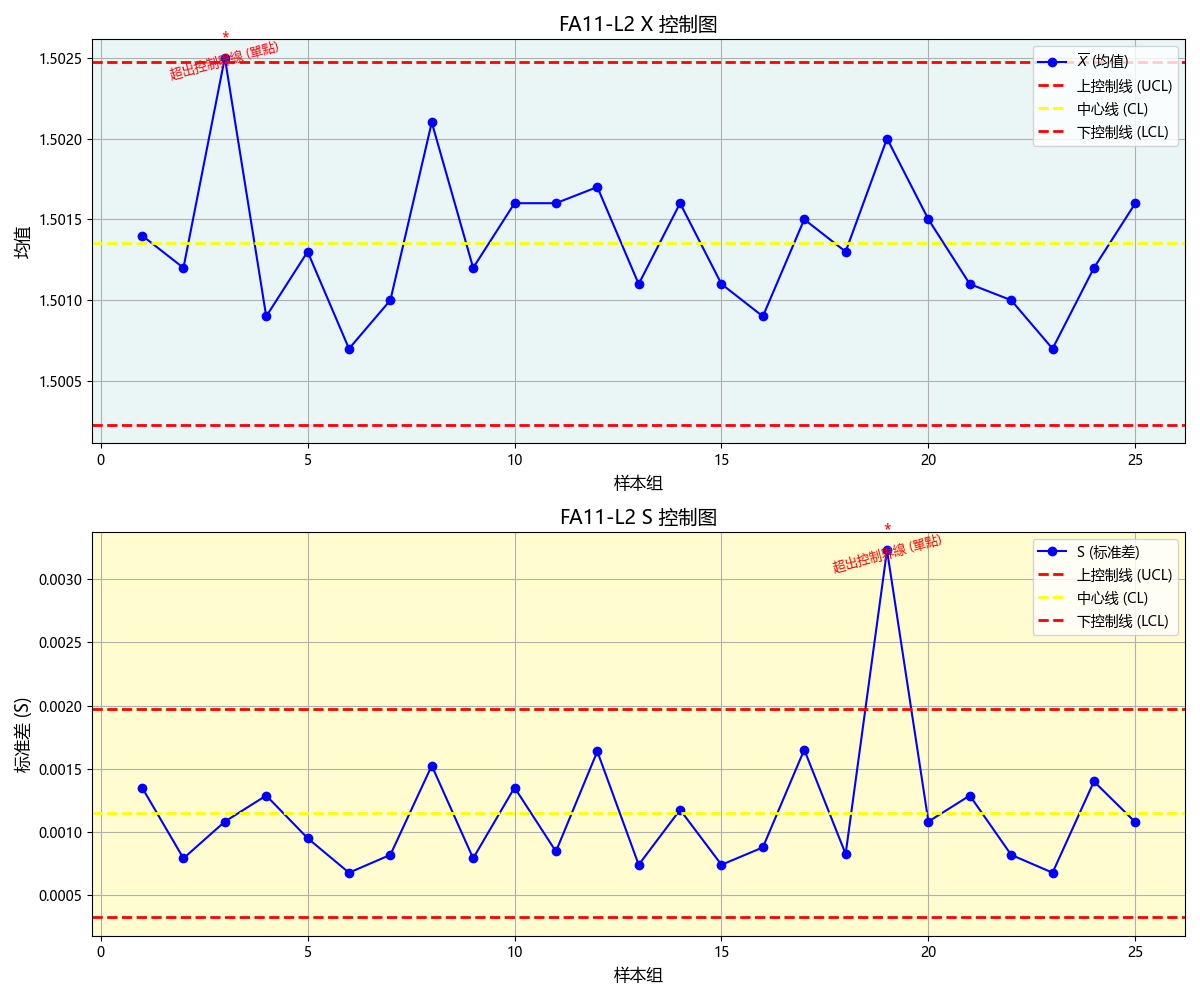 FA11-L2 X 控制图
*
超出控制界線 (單點)
X̅ (均值)
上控制线 (UCL)
中心线 (CL)
下控制线 (LCL)
均值
1.5025
1.5020
1.5015
1.5010
1.5005
0 5 10 15 20 25
样本组
FA11-L2 S 控制图
*
超出控制界線 (單點)
S (标准差)
上控制线 (UCL)
中心线 (CL)
下控制线 (LCL)
标准差 (S)
0.0030
0.0025
0.0020
0.0015
0.0010
0.0005
0 5 10 15 20 25
样本组